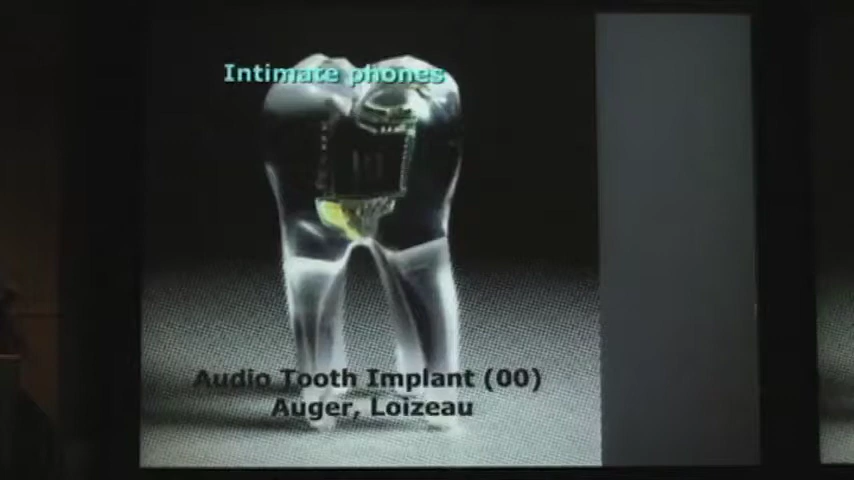 Intimate phones
Audio Tooth Implant (00)
Auger, Loizeau